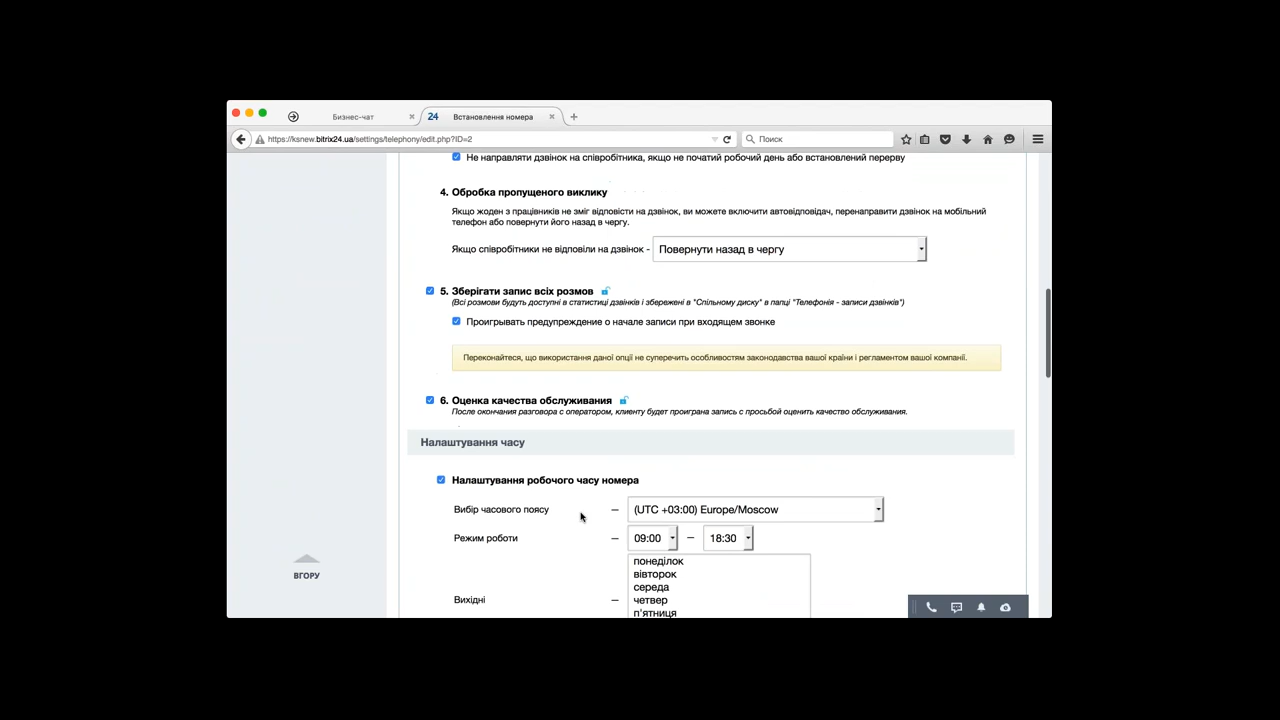 Бизнес-чат
24 Встановлення номера
https://ksnew.bitrix24.ua/settings/telephony/edit.php?ID=2
Поиск
Не направляти дзвінок на співробітника, якщо не початий робочий день або встановлений перерву
4. Обробка пропущеного виклику
Якщо жоден з працівників не зміг відповісти на дзвінок, ви можете включити автовідповідач, перенаправити дзвінок на мобільний
телефон або повернути його назад в чергу.
Якщо співробітники не відповіли на дзвінок - Повернути назад в чергу
5. Зберігати запис всіх розмов
(Всі розмови будуть доступні в статистиці дзвінків і збережені в "Спільному диску" в папці "Телефонія - записи дзвінків")
Проигрывать предупреждение о начале записи при входящем звонке
Переконайтеся, що використання даної опції не суперечить особливостям законодавства вашої країни і регламентом вашої компанії.
6. Оценка качества обслуживания
После окончания разговора с оператором, клиенту будет проиграна запись с просьбой оценить качество обслуживания.
Налаштування часу
Налаштування робочого часу номера
Вибір часового поясу – (UTC +03:00) Europe/Moscow
Режим роботи – 09:00 – 18:30
понеділок
вівторок
середа
Вихідні – четвер
п'ятниця
ВГОРУ